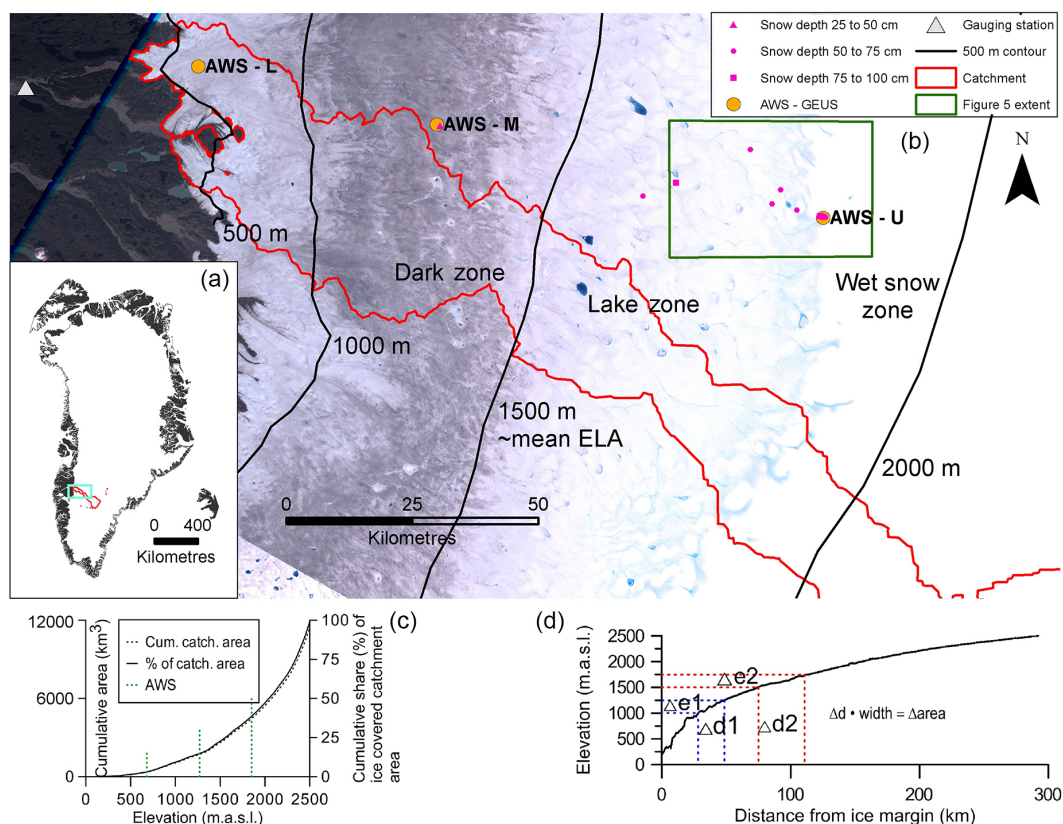 Snow depth 25 to 50 cm
Snow depth 50 to 75 cm
Snow depth 75 to 100 cm
AWS - GEUS
Gauging station
500 m contour
Catchment
Figure 5 extent
(b)
N
AWS - L
AWS - M
AWS - U
500 m
Dark zone
Lake zone
Wet snow
zone
1000 m
1500 m
~mean ELA
2000 m
0 25 50
Kilometres
(a)
0 400
Kilometres
(c)
Cumulative area (km3)
12000
6000
0
Cum. catch. area
% of catch. area
AWS
100
75
50
25
0
Cumulative share (%) of
ice covered catchment
area
0 500 1000 1500 2000 2500
Elevation (m.a.s.l.)
(d)
Elevation (m.a.s.l.)
2500
2000
1500
1000
500
0
△e2
△e1
△d1
△d2
Δd • width = Δarea
0 100 200 300
Distance from ice margin (km)